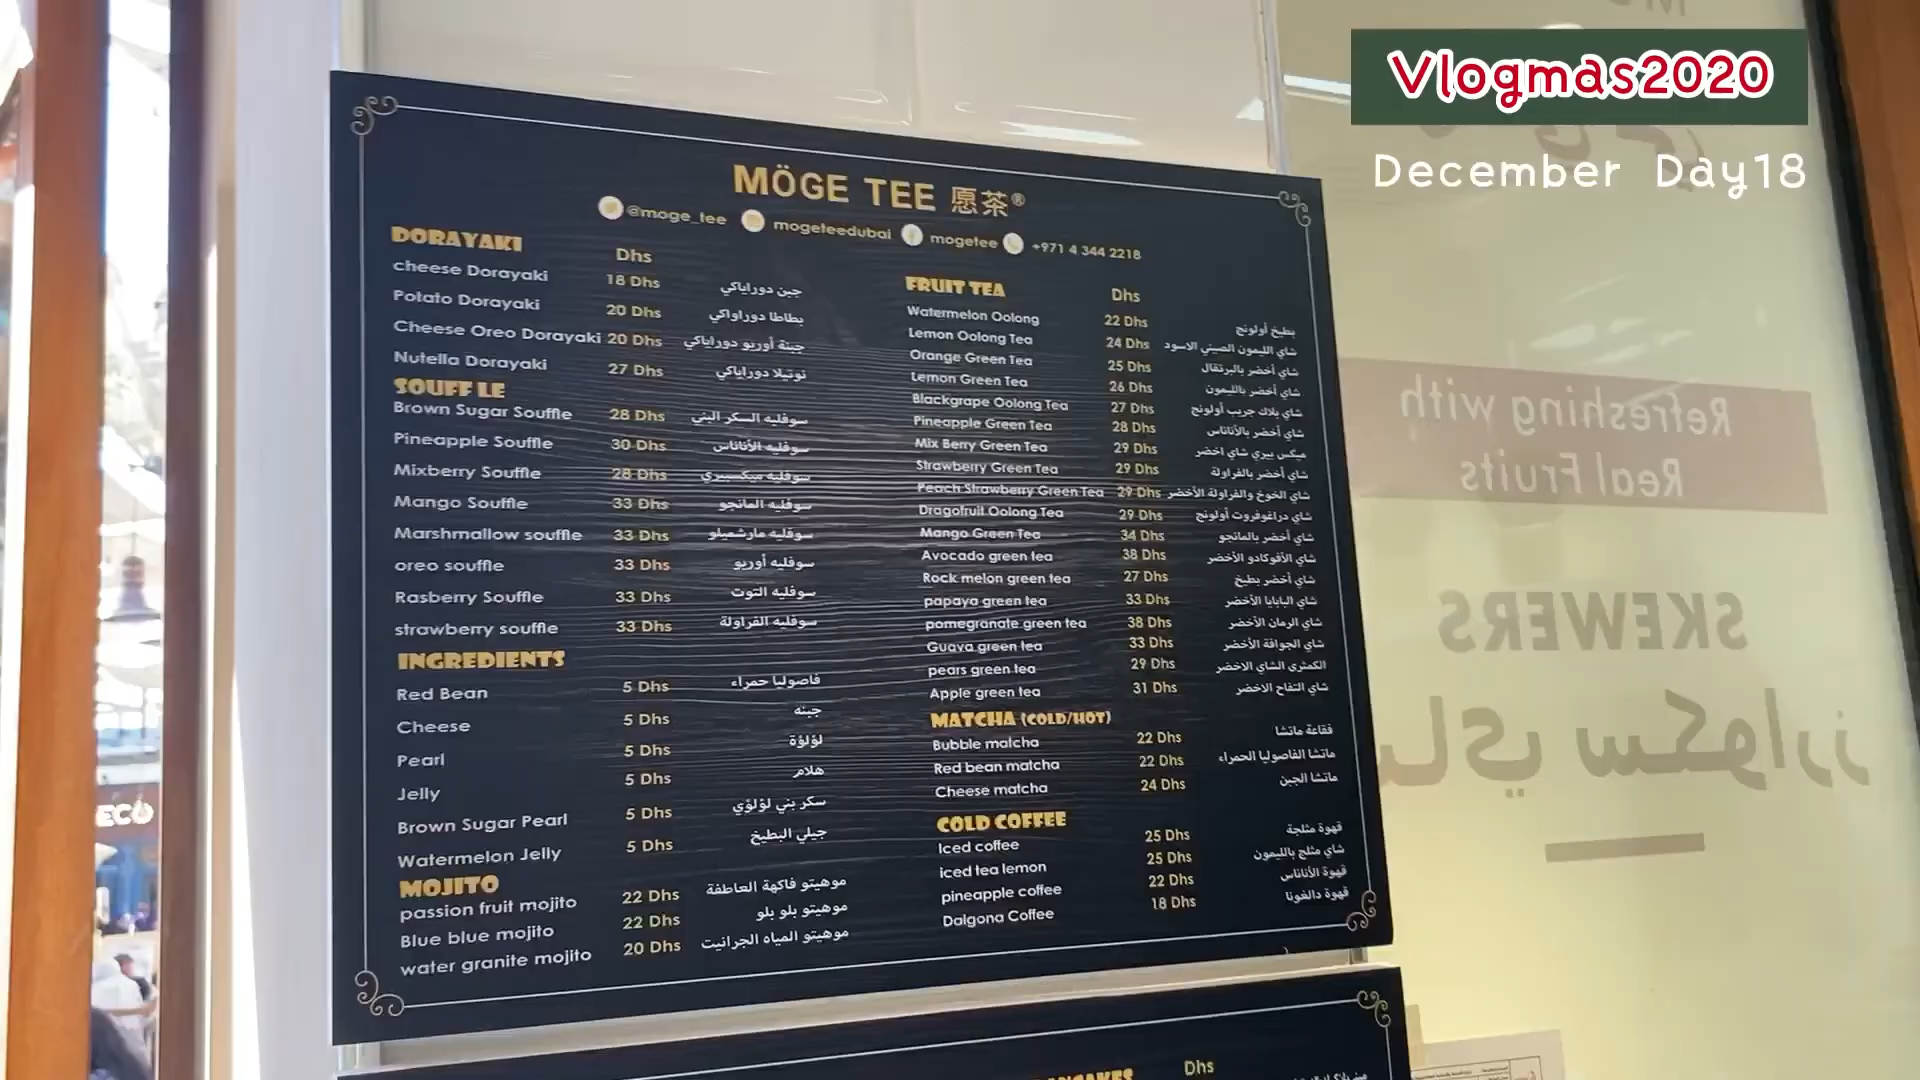 Vlogmas2020
December Day18
MÖGE TEE 愿茶®
@moge_tee mogeteedubai mogetee +971 4 344 2218
DORAYAKI Dhs
cheese Dorayaki 18 Dhs جبن دوراياكي
Potato Dorayaki 20 Dhs بطاطا دوراواكي
Cheese Oreo Dorayaki 20 Dhs جبنة أوريو دوراياكي
Nutella Dorayaki 27 Dhs نوتيلا دوراياكي
SOUFF LE
Brown Sugar Souffle 28 Dhs سوفليه السكر البني
Pineapple Souffle 30 Dhs سوفليه الأناناس
Mixberry Souffle 28 Dhs سوفليه ميكسبيري
Mango Souffle 33 Dhs سوفليه المانجو
Marshmallow souffle 33 Dhs سوفليه مارشميلو
oreo souffle 33 Dhs سوفليه أوريو
Rasberry Souffle 33 Dhs سوفليه التوت
strawberry souffle 33 Dhs سوفليه الفراولة
INGREDIENTS
Red Bean 5 Dhs فاصوليا حمراء
Cheese 5 Dhs جبنه
Pearl 5 Dhs لؤلؤة
Jelly 5 Dhs هلام
Brown Sugar Pearl 5 Dhs سكر بني لؤلؤي
Watermelon Jelly 5 Dhs جيلي البطيخ
MOJITO
passion fruit mojito 22 Dhs موهيتو فاكهة العاطفة
Blue blue mojito 22 Dhs موهيتو بلو بلو
water granite mojito 20 Dhs موهيتو المياه الجرانيت
FRUIT TEA Dhs
Watermelon Oolong 22 Dhs بطيخ أولونج
Lemon Oolong Tea 24 Dhs شاي الليمون الصيني الاسود
Orange Green Tea 25 Dhs شاي أخضر بالبرتقال
Lemon Green Tea 26 Dhs شاي أخضر بالليمون
Blackgrape Oolong Tea 27 Dhs شاي بلاك جريب أولونج
Pineapple Green Tea 28 Dhs شاي أخضر بالأناناس
Mix Berry Green Tea 29 Dhs ميكس بيري شاي اخضر
Strawberry Green Tea 29 Dhs شاي أخضر بالفراولة
Peach Strawberry Green Tea 29 Dhs شاي الخوخ والفراولة الأخضر
Dragofruit Oolong Tea 29 Dhs شاي دراغوفروت أولونج
Mango Green Tea 34 Dhs شاي أخضر بالمانجو
Avocado green tea 38 Dhs شاي الأفوكادو الأخضر
Rock melon green tea 27 Dhs شاي أخضر بطيخ
papaya green tea 33 Dhs شاي البابايا الأخضر
pomegranate green tea 38 Dhs شاي الرمان الأخضر
Guava green tea 33 Dhs شاي الجوافة الأخضر
pears green tea 29 Dhs الكمثرى الشاي الاخضر
Apple green tea 31 Dhs شاي التفاح الاخضر
MATCHA (COLD/HOT)
Bubble matcha 22 Dhs فقاعة ماتشا
Red bean matcha 22 Dhs ماتشا الفاصوليا الحمراء
Cheese matcha 24 Dhs ماتشا الجبن
COLD COFFEE
Iced coffee 25 Dhs قهوة مثلجة
iced tea lemon 25 Dhs شاي مثلج بالليمون
pineapple coffee 22 Dhs قهوة الأناناس
Dalgona Coffee 18 Dhs قهوة دالغونا
Refreshing with
Real Fruits
SKEWERS
سكوارز
ECO
Dhs